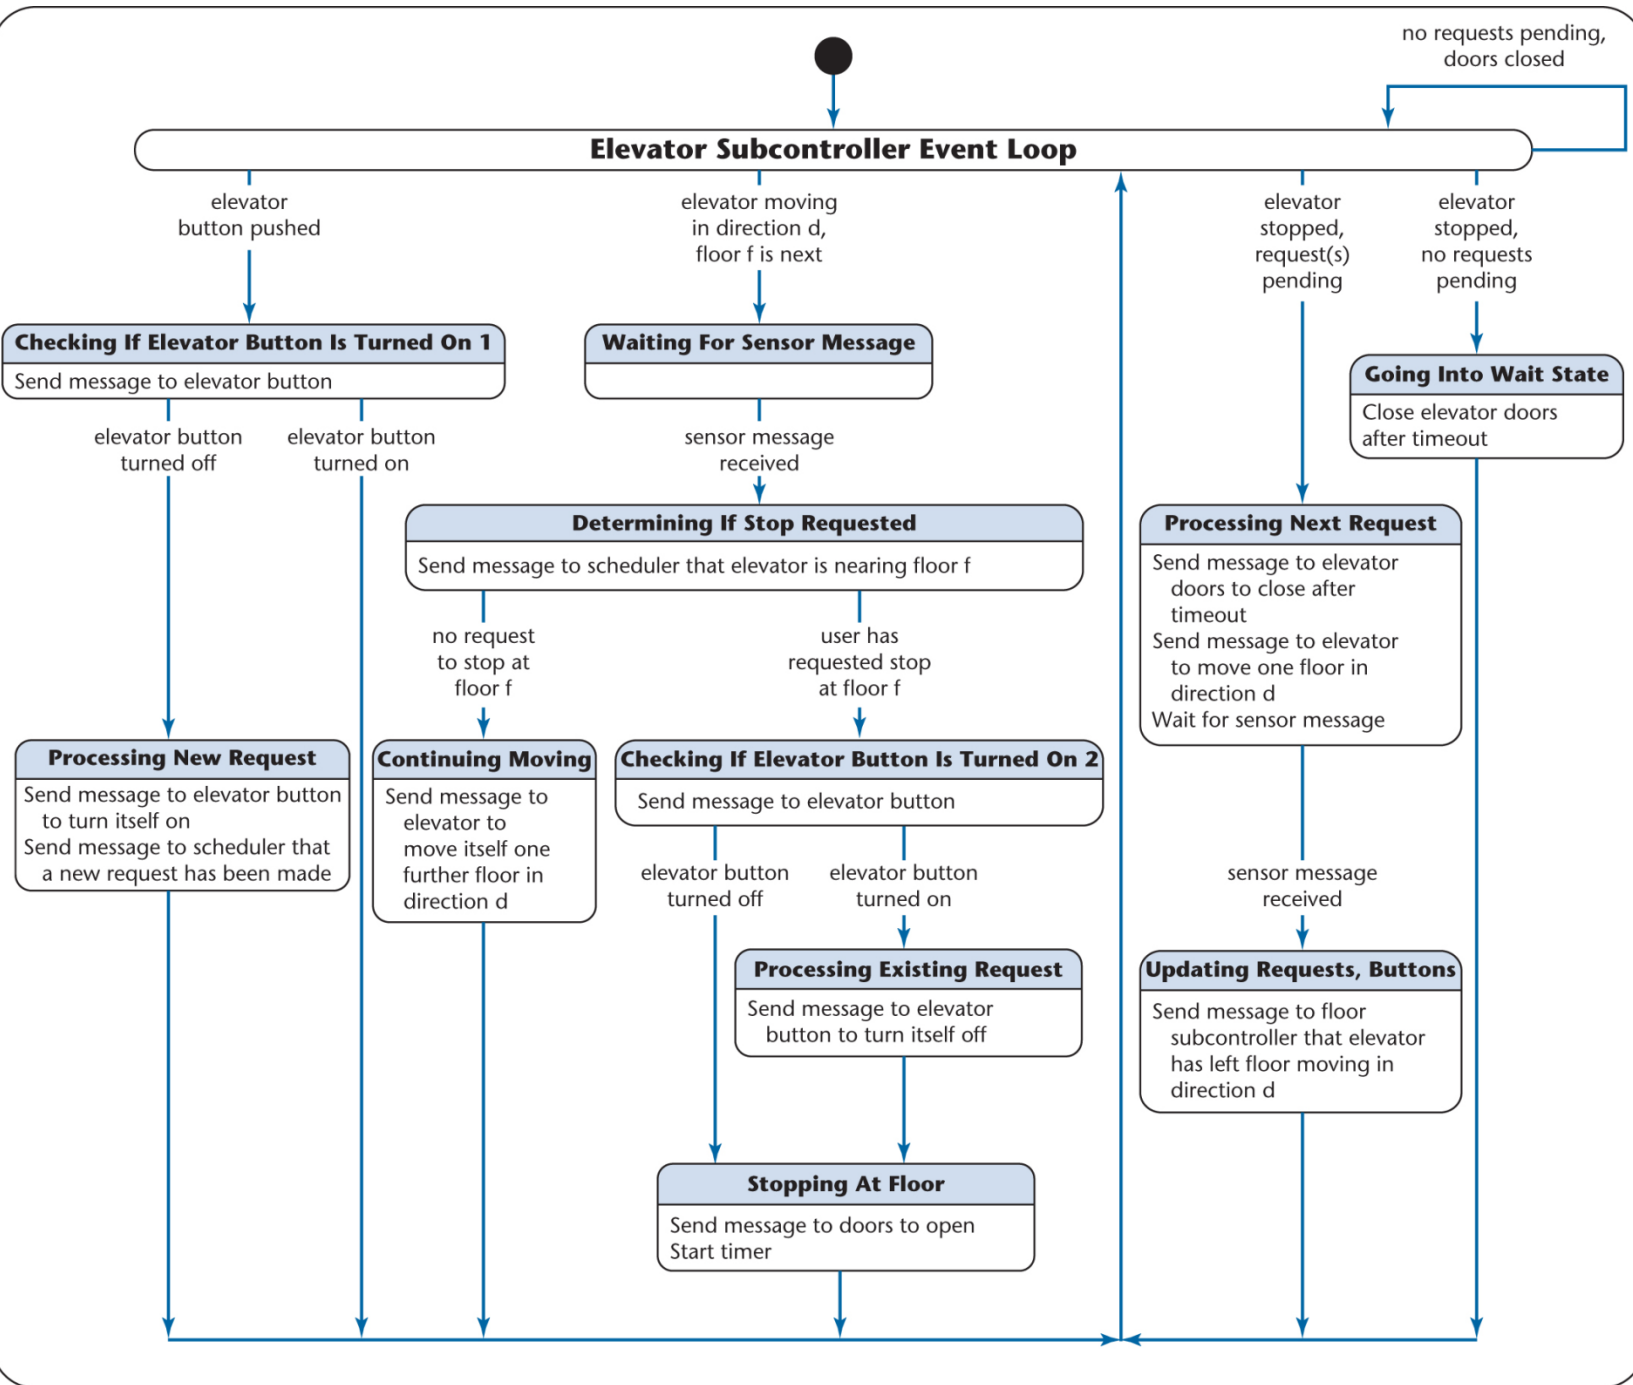 no requests pending,
doors closed
Elevator Subcontroller Event Loop
elevator
button pushed
elevator moving
in direction d,
floor f is next
elevator
stopped,
request(s)
pending
elevator
stopped,
no requests
pending
Checking If Elevator Button Is Turned On 1
Send message to elevator button
Waiting For Sensor Message
Going Into Wait State
Close elevator doors
after timeout
elevator button
turned off
elevator button
turned on
sensor message
received
Determining If Stop Requested
Send message to scheduler that elevator is nearing floor f
Processing Next Request
Send message to elevator
doors to close after
timeout
Send message to elevator
to move one floor in
direction d
Wait for sensor message
no request
to stop at
floor f
user has
requested stop
at floor f
Processing New Request
Send message to elevator button
to turn itself on
Send message to scheduler that
a new request has been made
Continuing Moving
Send message to
elevator to
move itself one
further floor in
direction d
Checking If Elevator Button Is Turned On 2
Send message to elevator button
elevator button
turned off
elevator button
turned on
sensor message
received
Processing Existing Request
Send message to elevator
button to turn itself off
Updating Requests, Buttons
Send message to floor
subcontroller that elevator
has left floor moving in
direction d
Stopping At Floor
Send message to doors to open
Start timer